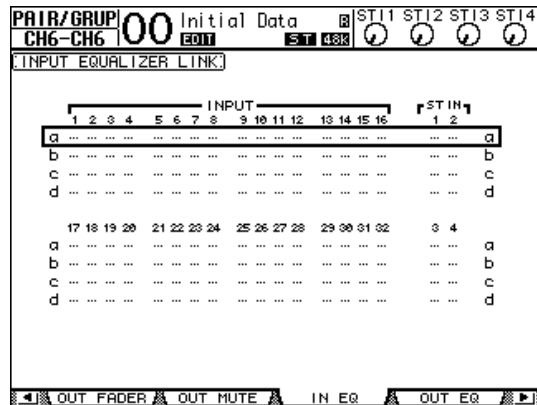 PAIR/GRUP 00 Initial Data R STI1 STI2 STI3 STI4
CH6-CH6 EDIT ST 48K
INPUT EQUALIZER LINK
INPUT ST IN
1 2 3 4 5 6 7 8 9 10 11 12 13 14 15 16 1 2
a a
b b
c c
d d
17 18 19 20 21 22 23 24 25 26 27 28 29 30 31 32 3 4
a a
b b
c c
d d
OUT FADER OUT MUTE IN EQ OUT EQ